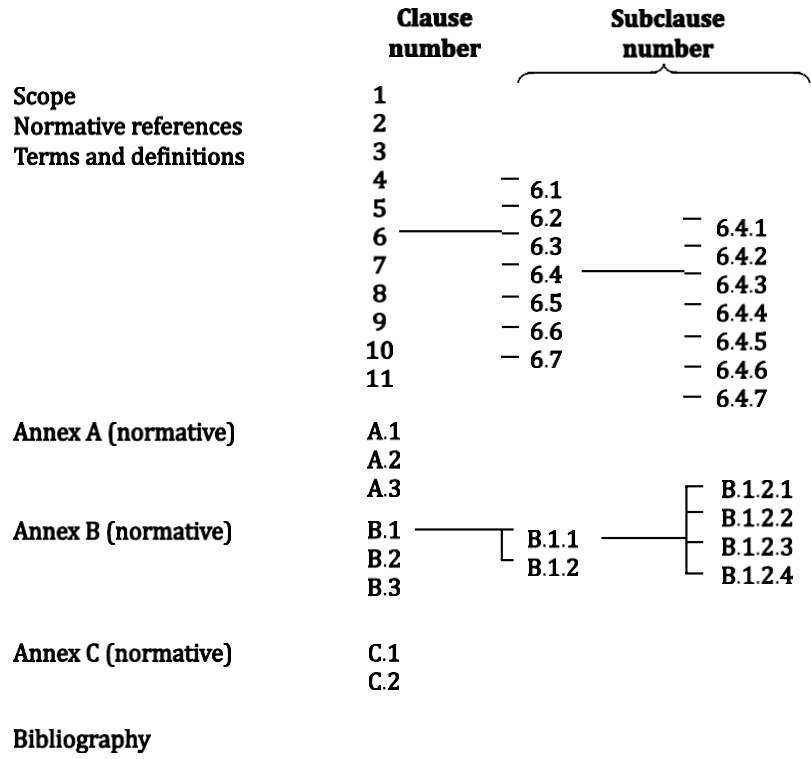 Clause number
Subclause number
Scope 1
Normative references 2
Terms and definitions 3
4
5
6
7
8
9
10
11
6.1
6.2
6.3
6.4
6.5
6.6
6.7
6.4.1
6.4.2
6.4.3
6.4.4
6.4.5
6.4.6
6.4.7
Annex A (normative) A.1
A.2
A.3
Annex B (normative) B.1
B.2
B.3
B.1.1
B.1.2
B.1.2.1
B.1.2.2
B.1.2.3
B.1.2.4
Annex C (normative) C.1
C.2
Bibliography